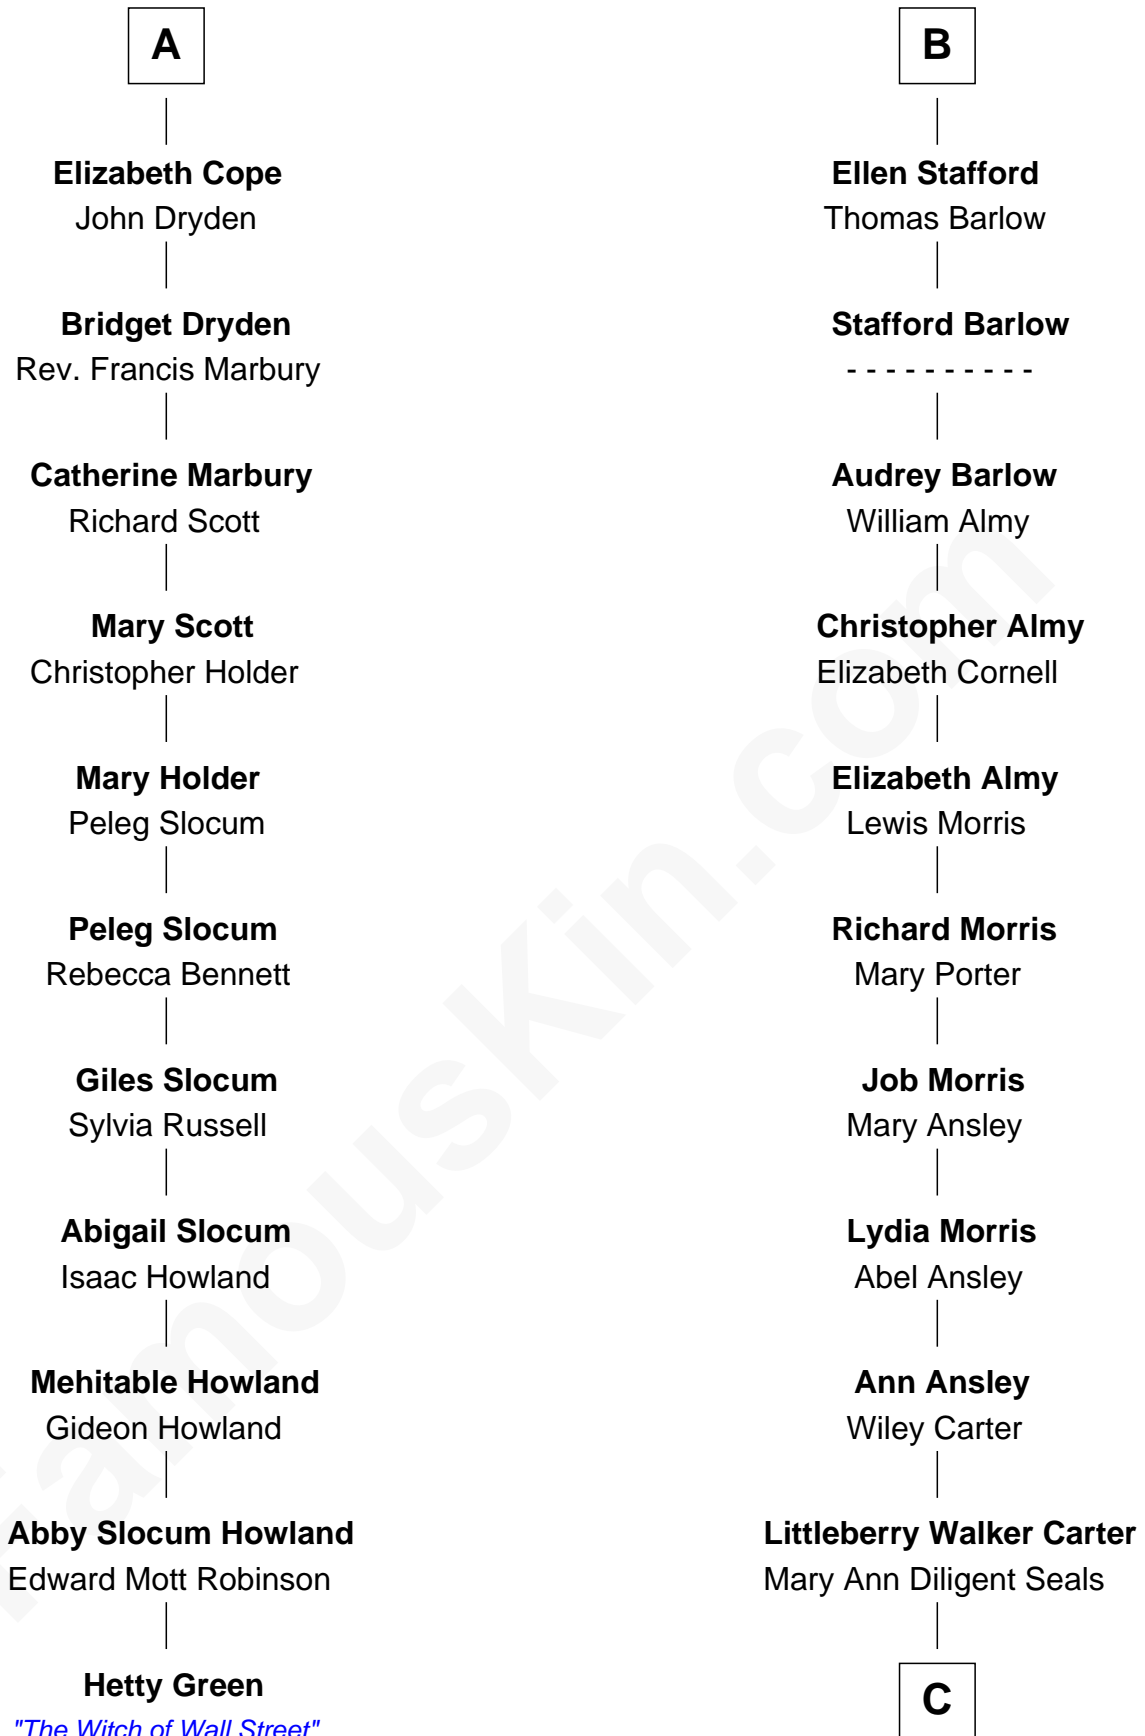 A
Elizabeth Cope
John Dryden
Bridget Dryden
Rev. Francis Marbury
Catherine Marbury
Richard Scott
Mary Scott
Christopher Holder
Mary Holder
Peleg Slocum
Peleg Slocum
Rebecca Bennett
Giles Slocum
Sylvia Russell
Abigail Slocum
Isaac Howland
Mehitable Howland
Gideon Howland
Abby Slocum Howland
Edward Mott Robinson
Hetty Green
"The Witch of Wall Street"
B
Ellen Stafford
Thomas Barlow
Stafford Barlow
- - - - - - - - - -
Audrey Barlow
William Almy
Christopher Almy
Elizabeth Cornell
Elizabeth Almy
Lewis Morris
Richard Morris
Mary Porter
Job Morris
Mary Ansley
Lydia Morris
Abel Ansley
Ann Ansley
Wiley Carter
Littleberry Walker Carter
Mary Ann Diligent Seals
C
FamousKin.com